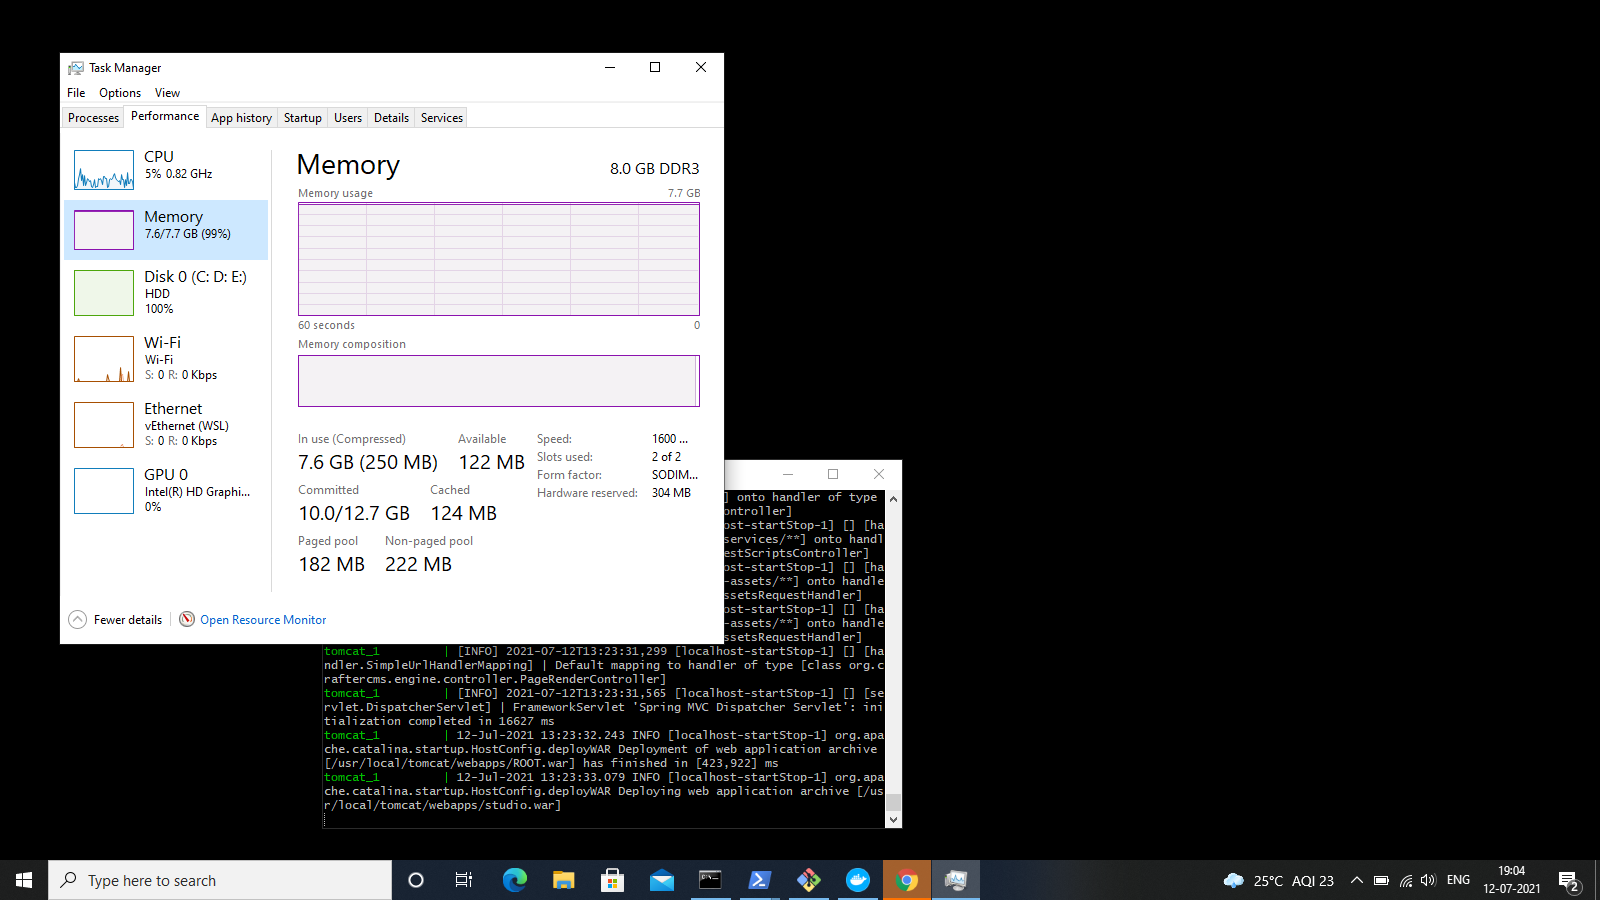 Task Manager
File Options View
Processes Performance App history Startup Users Details Services
CPU
5% 0.82 GHz
Memory
7.6/7.7 GB (99%)
Disk 0 (C: D: E:)
HDD
100%
Wi-Fi
Wi-Fi
S: 0 R: 0 Kbps
Ethernet
vEthernet (WSL)
S: 0 R: 0 Kbps
GPU 0
Intel(R) HD Graphi...
0%
Memory 8.0 GB DDR3
Memory usage 7.7 GB
60 seconds 0
Memory composition
In use (Compressed) Available
7.6 GB (250 MB) 122 MB
Committed Cached
10.0/12.7 GB 124 MB
Paged pool Non-paged pool
182 MB 222 MB
Speed: 1600 ...
Slots used: 2 of 2
Form factor: SODIM...
Hardware reserved: 304 MB
Fewer details Open Resource Monitor
] onto handler of type
ontroller]
ost-startStop-1] [] [ha
services/**] onto handl
estScriptsController]
ost-startStop-1] [] [ha
-assets/**] onto handle
ssetsRequestHandler]
ost-startStop-1] [] [ha
-assets/**] onto handle
ssetsRequestHandler]
tomcat_1 | [INFO] 2021-07-12T13:23:31,299 [localhost-startStop-1] [] [ha
ndler.SimpleUrlHandlerMapping] | Default mapping to handler of type [class org.c
raftercms.engine.controller.PageRenderController]
tomcat_1 | [INFO] 2021-07-12T13:23:31,565 [localhost-startStop-1] [] [se
rvlet.DispatcherServlet] | FrameworkServlet 'Spring MVC Dispatcher Servlet': ini
tialization completed in 16627 ms
tomcat_1 | 12-Jul-2021 13:23:32.243 INFO [localhost-startStop-1] org.apa
che.catalina.startup.HostConfig.deployWAR Deployment of web application archive
[/usr/local/tomcat/webapps/ROOT.war] has finished in [423,922] ms
tomcat_1 | 12-Jul-2021 13:23:33.079 INFO [localhost-startStop-1] org.apa
che.catalina.startup.HostConfig.deployWAR Deploying web application archive [/us
r/local/tomcat/webapps/studio.war]
Type here to search
25°C AQI 23
ENG
19:04
12-07-2021
2